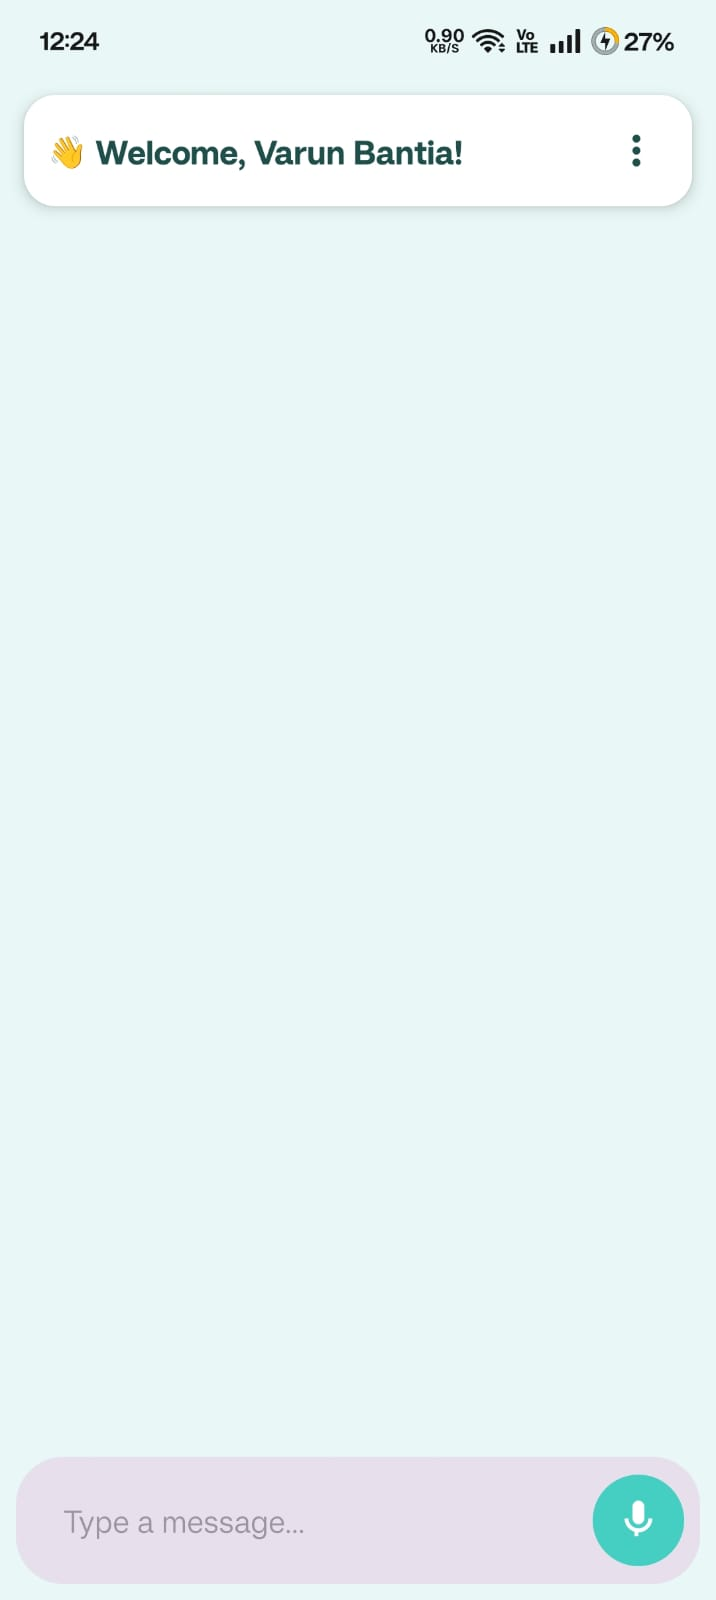 12:24
0.90
KB/S
Vo
LTE
27%
👋 Welcome, Varun Bantia!
Type a message...